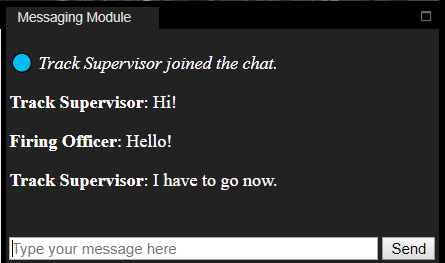 Messaging Module
Track Supervisor joined the chat.
Track Supervisor: Hi!
Firing Officer: Hello!
Track Supervisor: I have to go now.
Type your message here
Send